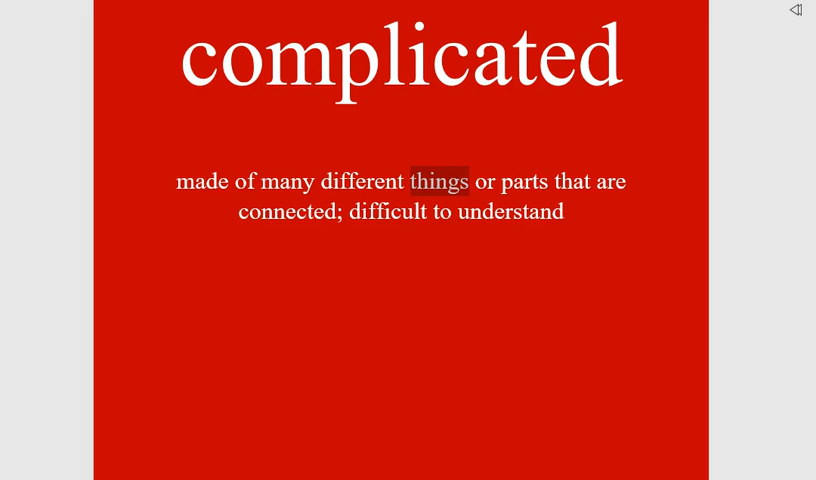 complicated
made of many different things or parts that are
connected; difficult to understand